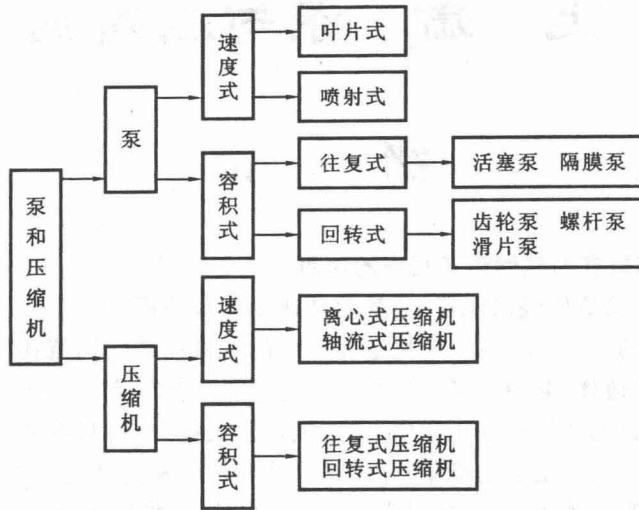 泵和压缩机
泵
速度式
叶片式
喷射式
容积式
往复式
活塞泵 隔膜泵
回转式
齿轮泵 螺杆泵
滑片泵
压缩机
速度式
离心式压缩机
轴流式压缩机
容积式
往复式压缩机
回转式压缩机